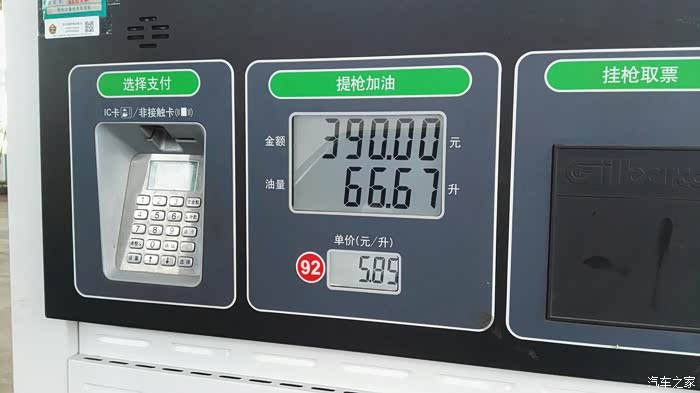 选择支付
IC卡/非接触卡
提枪加油
金额 390.00 元
油量 66.67 升
单价(元/升)
92 5.85
挂枪取票
Gilbarco
汽车之家